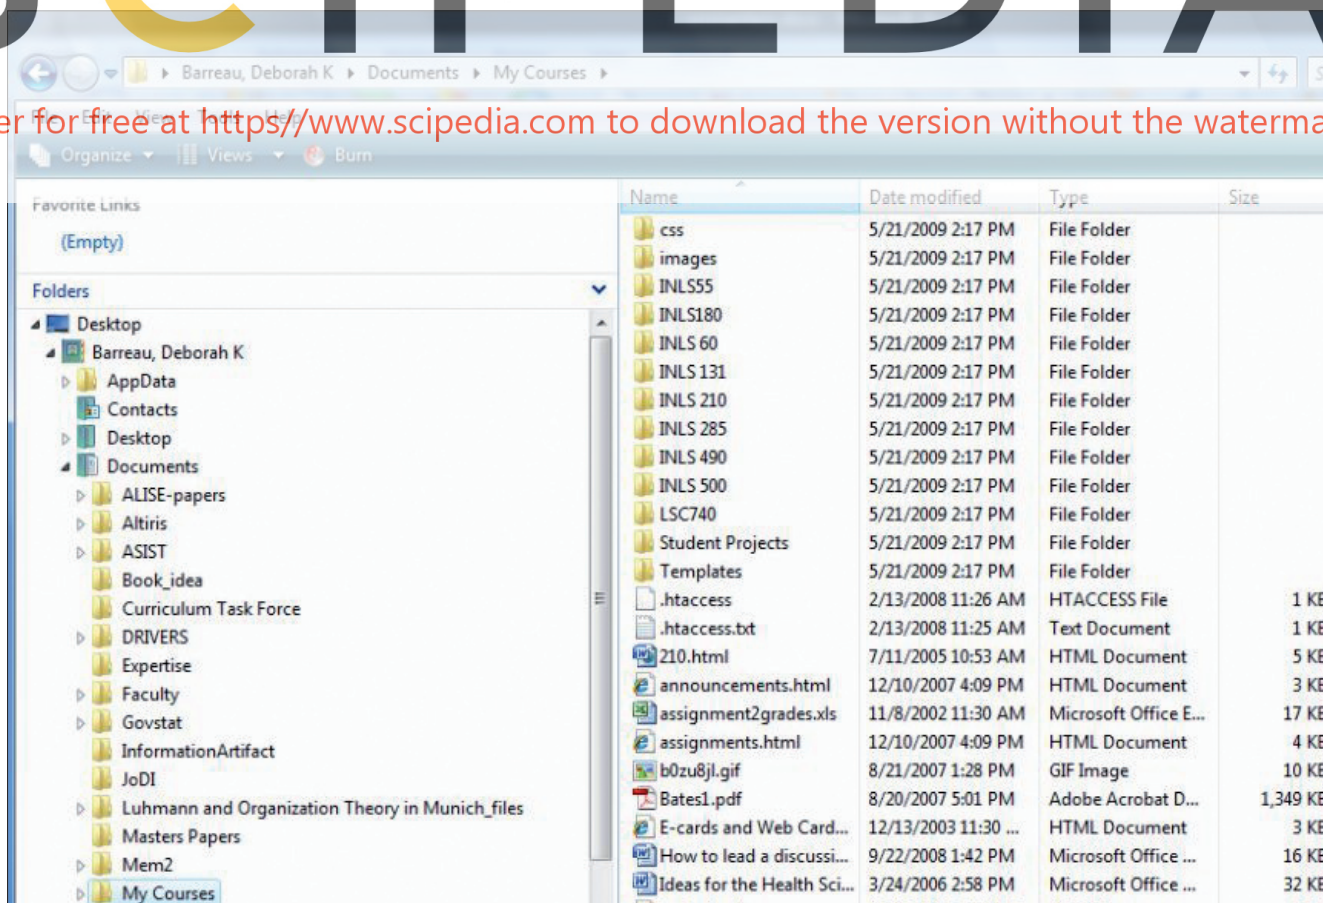 SCIPEDIA
Barreau, Deborah K Documents My Courses
File Edit View Tools Help
er for free at https//www.scipedia.com to download the version without the waterma
Organize Views Burn
Favorite Links
(Empty)
Folders
Desktop
Barreau, Deborah K
AppData
Contacts
Desktop
Documents
ALISE-papers
Altiris
ASIST
Book_idea
Curriculum Task Force
DRIVERS
Expertise
Faculty
Govstat
InformationArtifact
JoDI
Luhmann and Organization Theory in Munich_files
Masters Papers
Mem2
My Courses
Name Date modified Type Size
css 5/21/2009 2:17 PM File Folder
images 5/21/2009 2:17 PM File Folder
INLS55 5/21/2009 2:17 PM File Folder
INLS180 5/21/2009 2:17 PM File Folder
INLS 60 5/21/2009 2:17 PM File Folder
INLS 131 5/21/2009 2:17 PM File Folder
INLS 210 5/21/2009 2:17 PM File Folder
INLS 285 5/21/2009 2:17 PM File Folder
INLS 490 5/21/2009 2:17 PM File Folder
INLS 500 5/21/2009 2:17 PM File Folder
LSC740 5/21/2009 2:17 PM File Folder
Student Projects 5/21/2009 2:17 PM File Folder
Templates 5/21/2009 2:17 PM File Folder
.htaccess 2/13/2008 11:26 AM HTACCESS File 1 KB
.htaccess.txt 2/13/2008 11:25 AM Text Document 1 KB
210.html 7/11/2005 10:53 AM HTML Document 5 KB
announcements.html 12/10/2007 4:09 PM HTML Document 3 KB
assignment2grades.xls 11/8/2002 11:30 AM Microsoft Office E... 17 KB
assignments.html 12/10/2007 4:09 PM HTML Document 4 KB
b0zu8jl.gif 8/21/2007 1:28 PM GIF Image 10 KB
Bates1.pdf 8/20/2007 5:01 PM Adobe Acrobat D... 1,349 KB
E-cards and Web Card... 12/13/2003 11:30 ... HTML Document 3 KB
How to lead a discussi... 9/22/2008 1:42 PM Microsoft Office ... 16 KB
Ideas for the Health Sci... 3/24/2006 2:58 PM Microsoft Office ... 32 KB